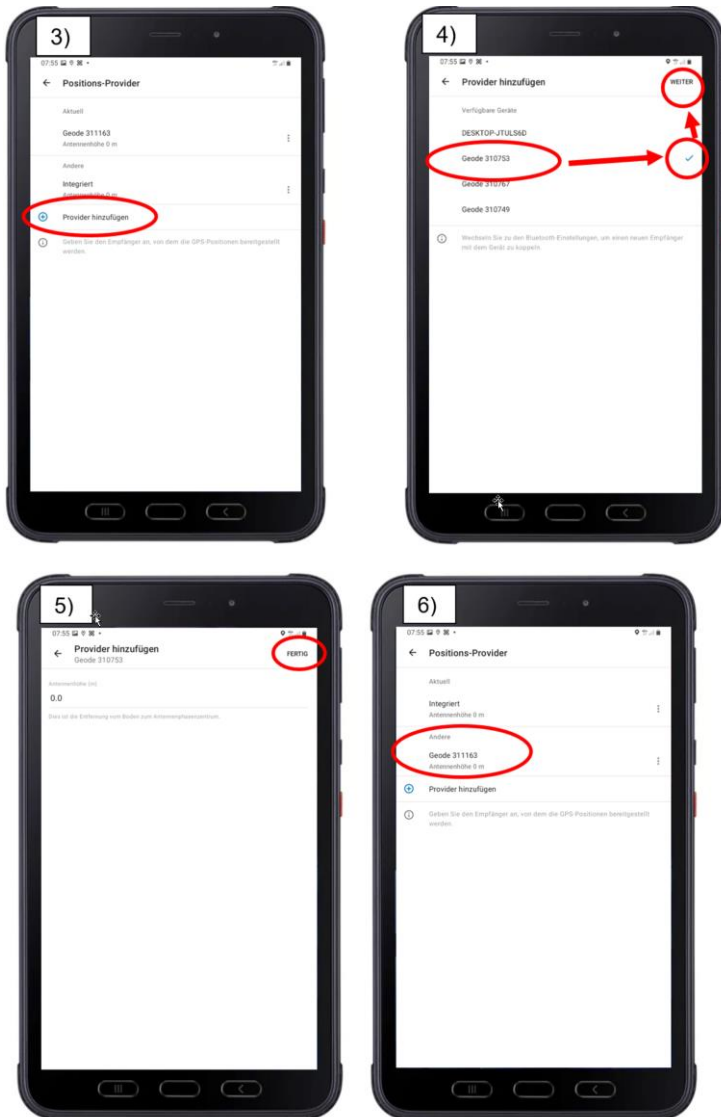 3)
07:55
Positions-Provider
Aktuell
Geode 311163
Antennenhöhe 0 m
Andere
Integriert
Antennenhöhe 0 m
Provider hinzufügen
Geben Sie den Empfänger an, von dem die GPS-Positionen bereitgestellt
werden.
4)
07:55
Provider hinzufügen
WEITER
Verfügbare Geräte
DESKTOP-JTULS6D
Geode 310753
Geode 310767
Geode 310749
Wechseln Sie zu den Bluetooth-Einstellungen, um einen neuen Empfänger
mit dem Gerät zu koppeln.
5)
07:55
Provider hinzufügen
Geode 310753
FERTIG
Antennenhöhe (m)
0.0
Dies ist die Entfernung vom Boden zum Antennenphasenzentrum.
6)
07:55
Positions-Provider
Aktuell
Integriert
Antennenhöhe 0 m
Andere
Geode 311163
Antennenhöhe 0 m
Provider hinzufügen
Geben Sie den Empfänger an, von dem die GPS-Positionen bereitgestellt
werden.